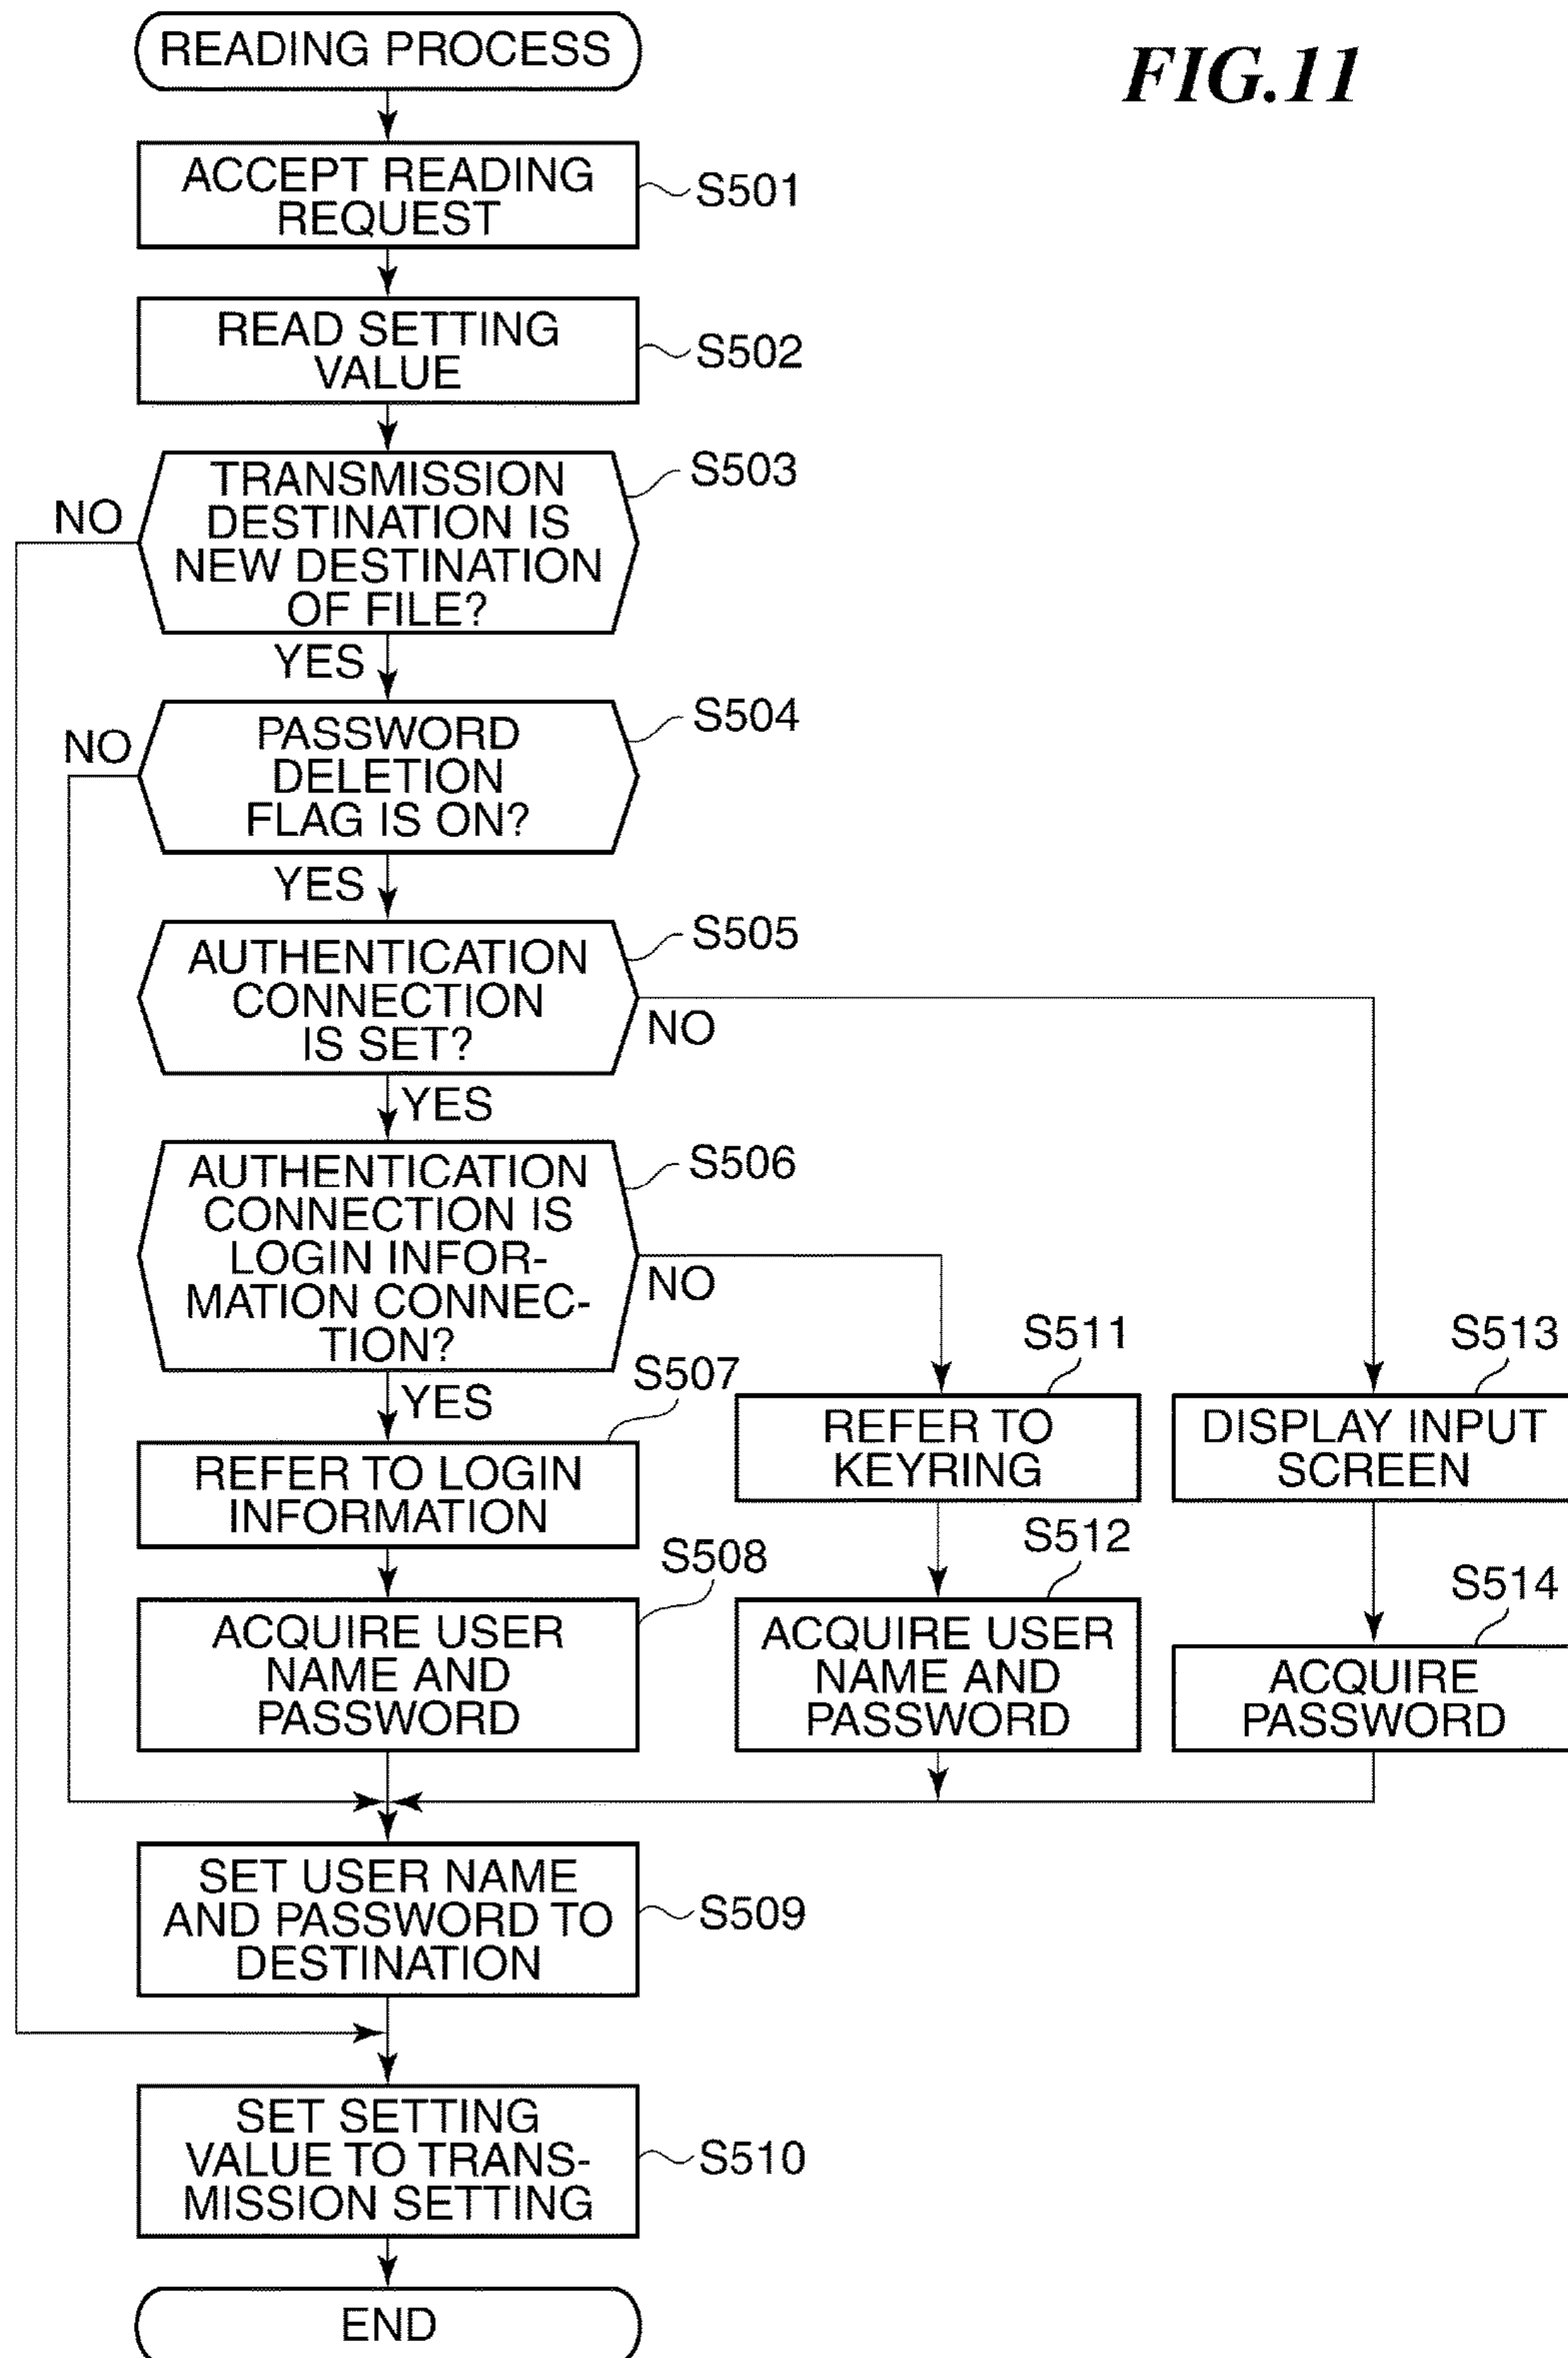 READING PROCESS
FIG.11
ACCEPT READING
REQUEST
S501
READ SETTING
VALUE
S502
TRANSMISSION
DESTINATION IS
NEW DESTINATION
OF FILE?
S503
NO
YES
PASSWORD
DELETION
FLAG IS ON?
S504
NO
YES
AUTHENTICATION
CONNECTION
IS SET?
S505
NO
YES
AUTHENTICATION
CONNECTION IS
LOGIN INFOR-
MATION CONNEC-
TION?
S506
NO
YES
S507
REFER TO LOGIN
INFORMATION
S511
REFER TO
KEYRING
S513
DISPLAY INPUT
SCREEN
S508
ACQUIRE USER
NAME AND
PASSWORD
S512
ACQUIRE USER
NAME AND
PASSWORD
S514
ACQUIRE
PASSWORD
SET USER NAME
AND PASSWORD TO
DESTINATION
S509
SET SETTING
VALUE TO TRANS-
MISSION SETTING
S510
END